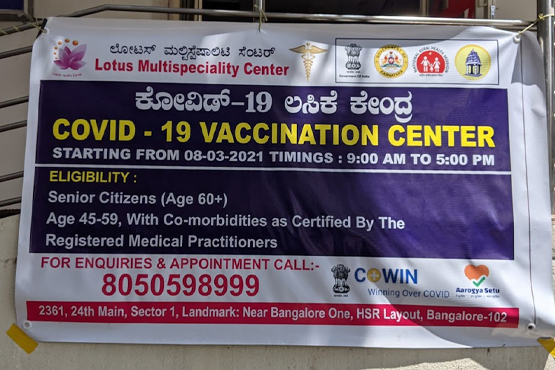 ಲೋಟಸ್ ಮಲ್ಟಿಸ್ಪೆಷಾಲಿಟಿ ಸೆಂಟರ್
Lotus Multispeciality Center
ಕೋವಿಡ್-19 ಲಸಿಕೆ ಕೇಂದ್ರ
COVID - 19 VACCINATION CENTER
STARTING FROM 08-03-2021 TIMINGS : 9:00 AM TO 5:00 PM
ELIGIBILITY :
Senior Citizens (Age 60+)
Age 45-59, With Co-morbidities as Certified By The
Registered Medical Practitioners
FOR ENQUIRIES & APPOINTMENT CALL:-
8050598999
COWIN
Winning Over COVID
Aarogya Setu
2361, 24th Main, Sector 1, Landmark: Near Bangalore One, HSR Layout, Bangalore-102